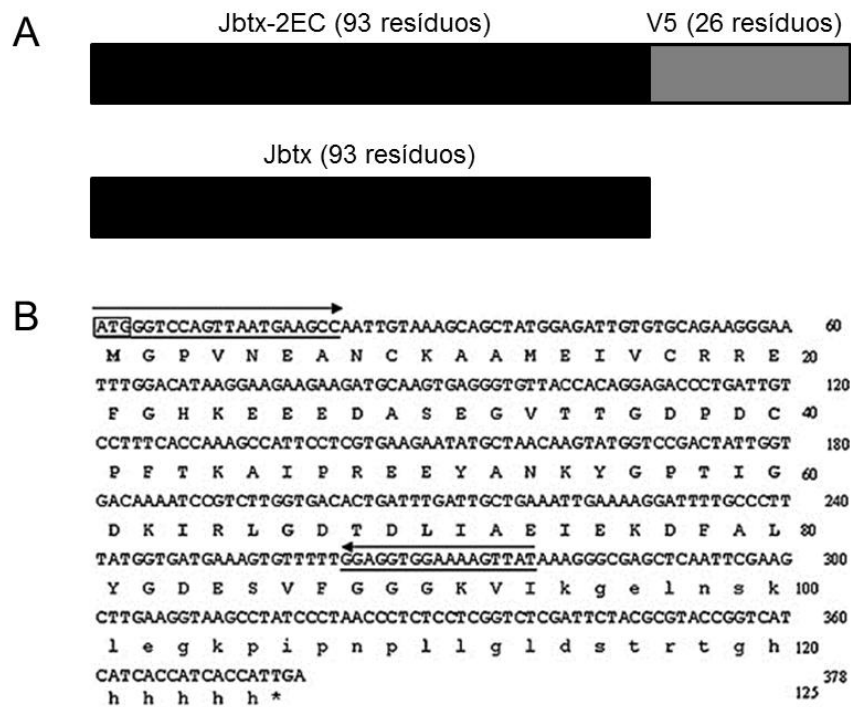 A
Jbtx-2EC (93 resíduos) V5 (26 resíduos)
Jbtx (93 resíduos)
B
ATGGGTCCAGTTAATGAAGCCAATTGTAAAGCAGCTATGGAGATTGTGTGCAGAAGGGAA 60
M G P V N E A N C K A A M E I V C R R E 20
TTTGGACATAAGGAAGAAGAAGATGCAAGTGAGGGTGTTACCACAGGAGACCCTGATTGT 120
F G H K E E E D A S E G V T T G D P D C 40
CCTTTCACCAAAGCCATTCCTCGTGAAGAATATGCTAACAAGTATGGTCCGACTATTGGT 180
P F T K A I P R E E Y A N K Y G P T I G 60
GACAAAATCCGTCTTGGTGACACTGATTTGATTGCTGAAATTGAAAAGGATTTTGCCCTT 240
D K I R L G D T D L I A E I E K D F A L 80
TATGGTGATGAAAGTGTTTTTGGAGGTGGAAAAGTTATAAAGGGCGAGCTCAATTCGAAG 300
Y G D E S V F G G G K V I k g e l n s k 100
CTTGAAGGTAAGCCTATCCCTAACCCTCTCCTCGGTCTCGATTCTACGCGTACCGGTCAT 360
l e g k p i p n p l l g l d s t r t g h 120
CATCACCATCACCATTGA 378
h h h h h * 125